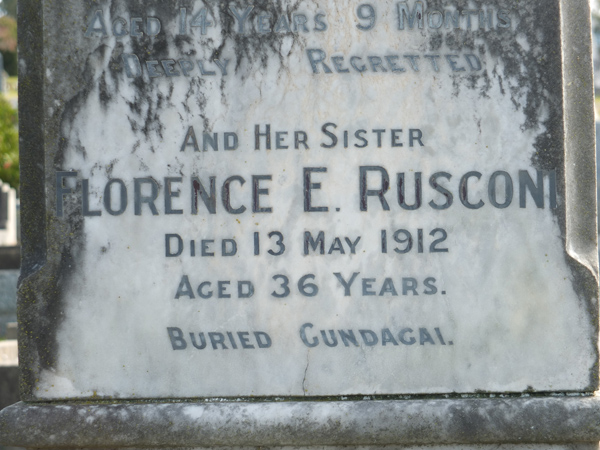 Aged 14 Years 9 Months
Deeply Regretted
And Her Sister
Florence E. Rusconi
Died 13 May 1912
Aged 36 Years.
Buried Gundagai.